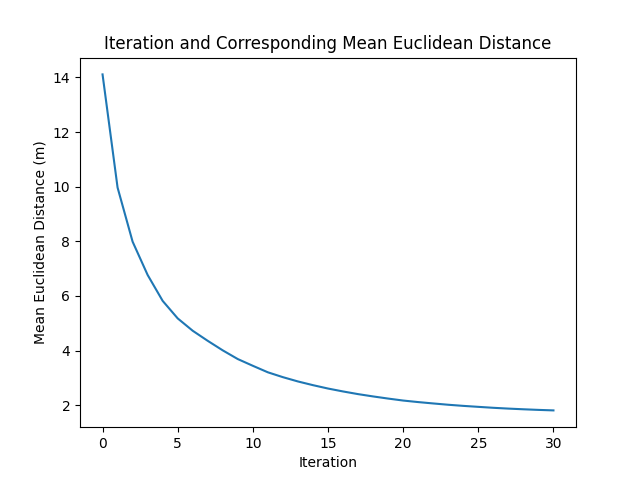 Iteration and Corresponding Mean Euclidean Distance
Mean Euclidean Distance (m)
14
12
10
8
6
4
2
0 5 10 15 20 25 30
Iteration